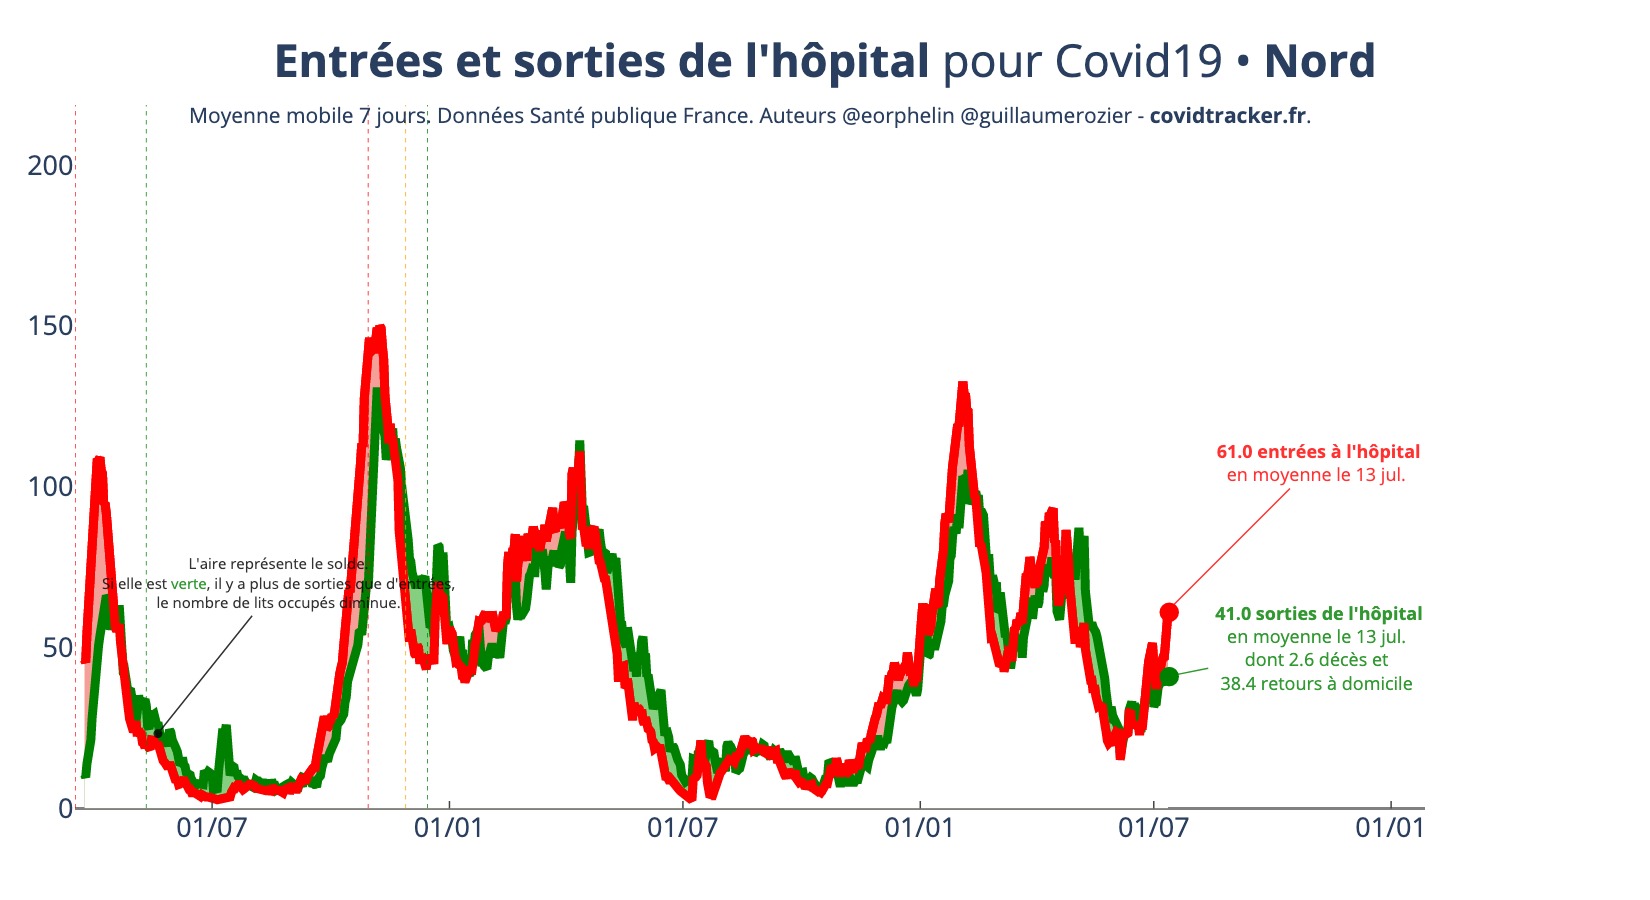 Entrées et sorties de l'hôpital pour Covid19 • Nord
Moyenne mobile 7 jours. Données Santé publique France. Auteurs @eorphelin @guillaumerozier - covidtracker.fr.
200
150
100
50
0
L'aire représente le solde.
Si elle est verte, il y a plus de sorties que d'entrées,
le nombre de lits occupés diminue.
61.0 entrées à l'hôpital
en moyenne le 13 jul.
41.0 sorties de l'hôpital
en moyenne le 13 jul.
dont 2.6 décès et
38.4 retours à domicile
01/07
01/01
01/07
01/01
01/07
01/01